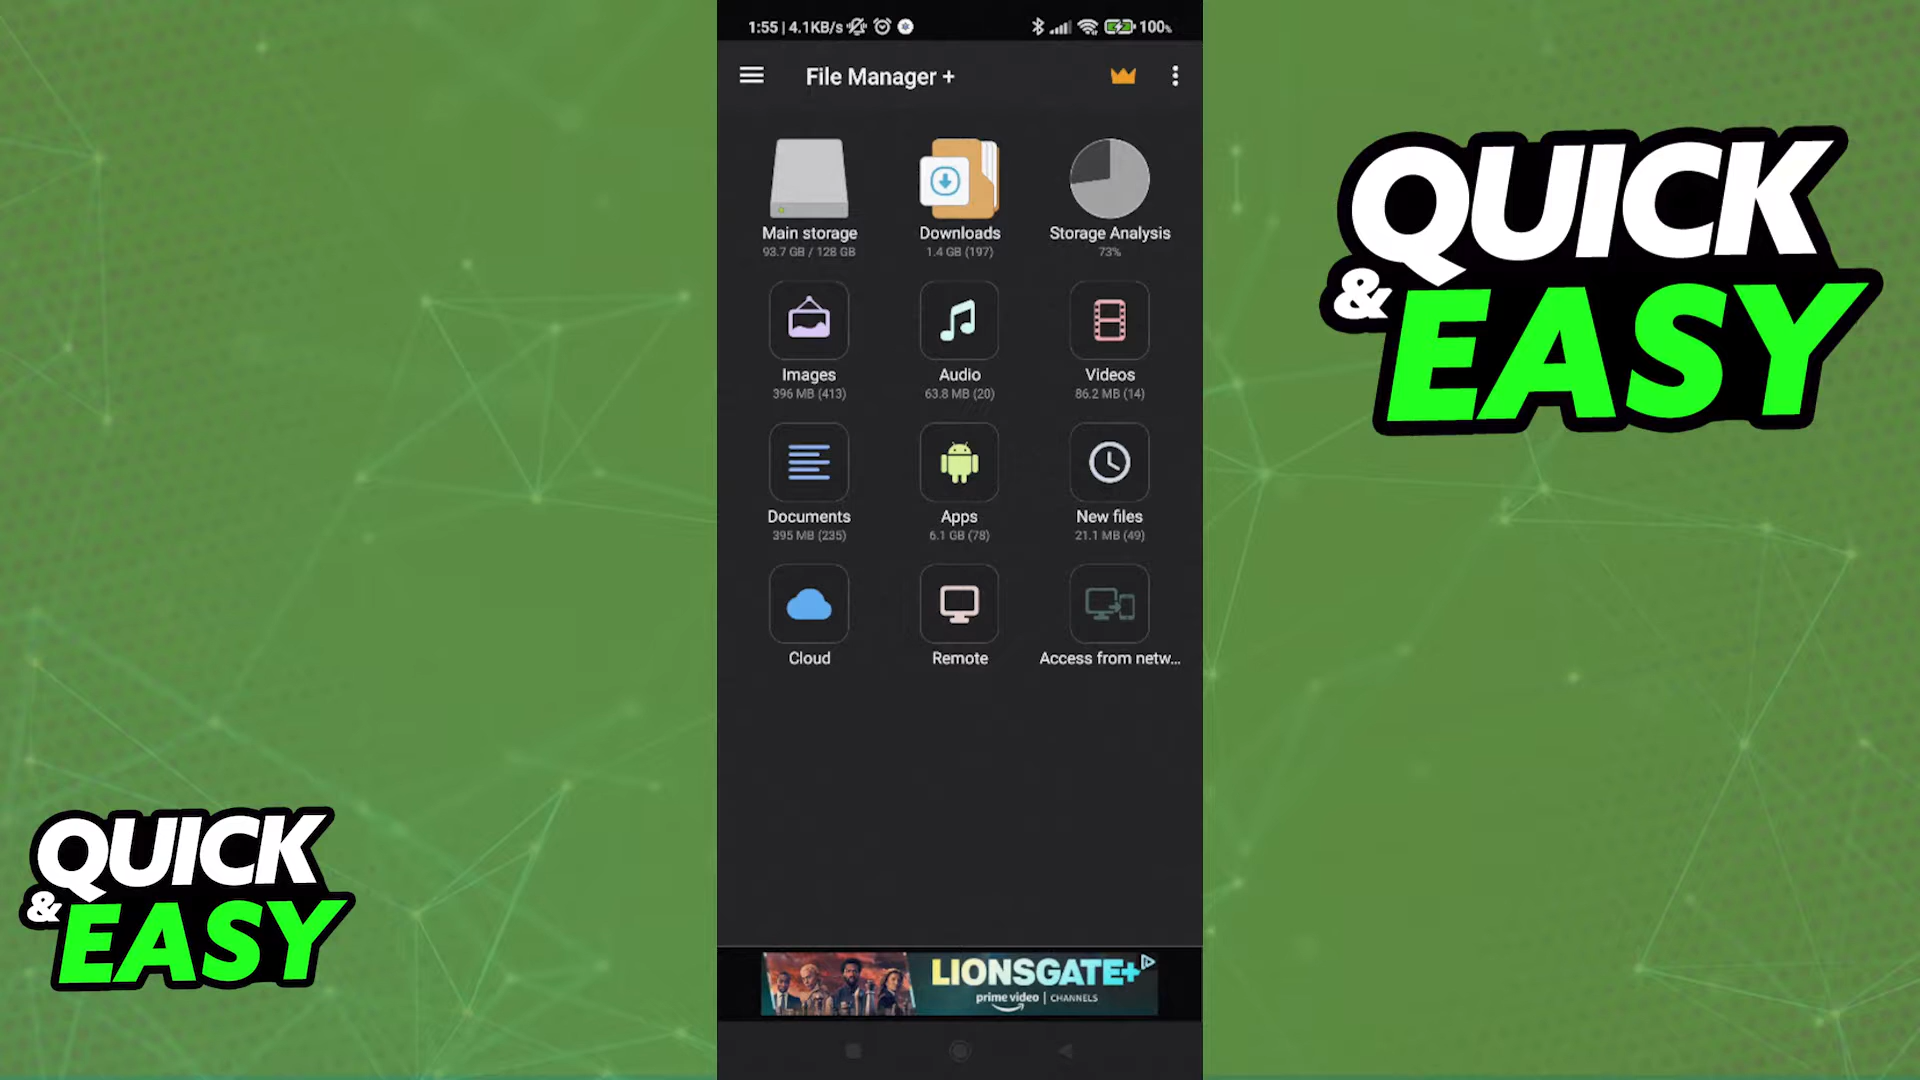 1:55 | 4.1KB/s
100%
File Manager +
Main storage
93.7 GB / 128 GB
Downloads
1.4 GB (197)
Storage Analysis
73%
Images
396 MB (413)
Audio
63.8 MB (20)
Videos
86.2 MB (14)
Documents
395 MB (235)
Apps
6.1 GB (78)
New files
21.1 MB (49)
Cloud
Remote
Access from netw...
LIONSGATE+
prime video | CHANNELS
QUICK
& EASY
QUICK
& EASY